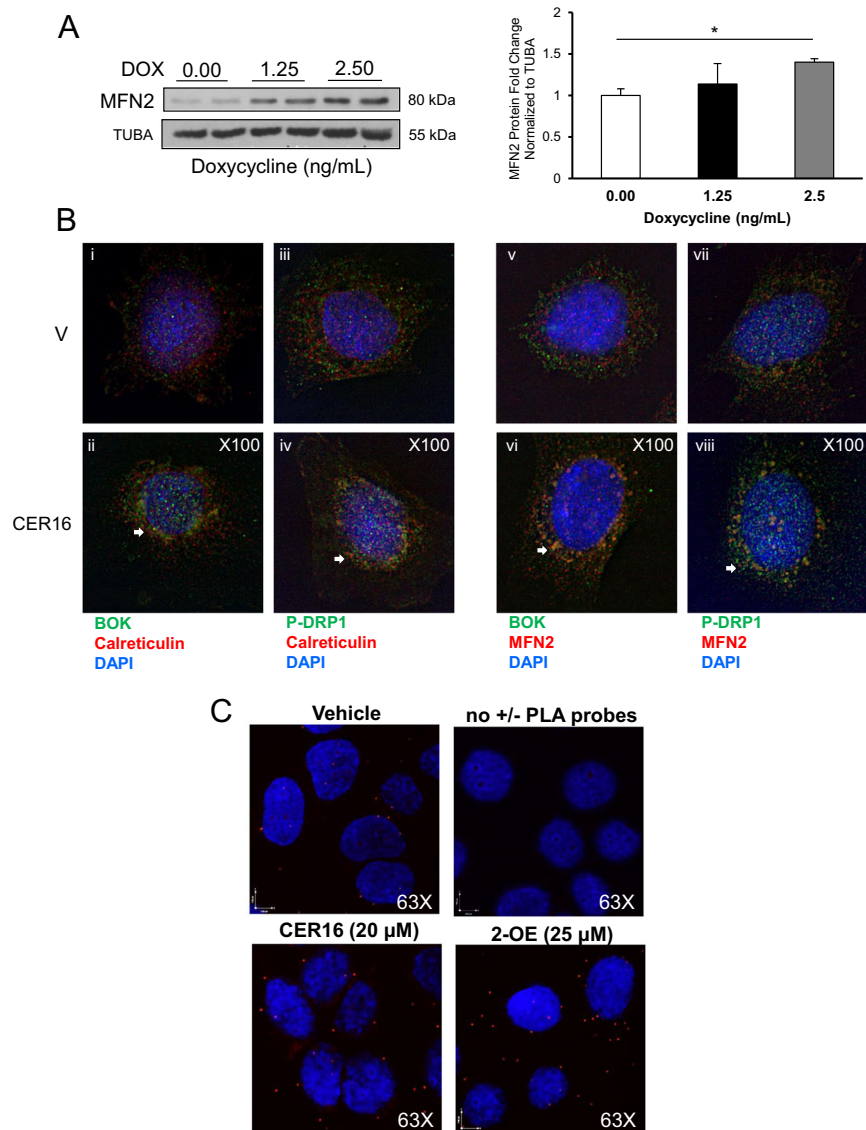 A
DOX 0.00 1.25 2.50
MFN2 80 kDa
TUBA 55 kDa
Doxycycline (ng/mL)
MFN2 Protein Fold Change
Normalized to TUBA
2
1.5
1
0.5
0
*
0.00 1.25 2.5
Doxycycline (ng/mL)
B
V
i iii v vii
CER16
ii X100 iv X100 vi X100 viii X100
BOK P-DRP1 BOK P-DRP1
Calreticulin Calreticulin MFN2 MFN2
DAPI DAPI DAPI DAPI
C
Vehicle no +/- PLA probes
63X 63X
CER16 (20 µM) 2-OE (25 µM)
63X 63X